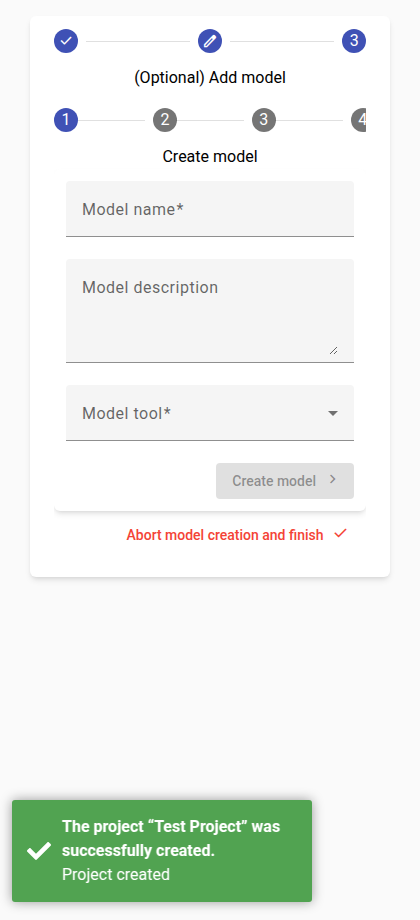 3
(Optional) Add model
1 2 3 4
Create model
Model name*
Model description
Model tool*
Create model
Abort model creation and finish
The project “Test Project” was
successfully created.
Project created